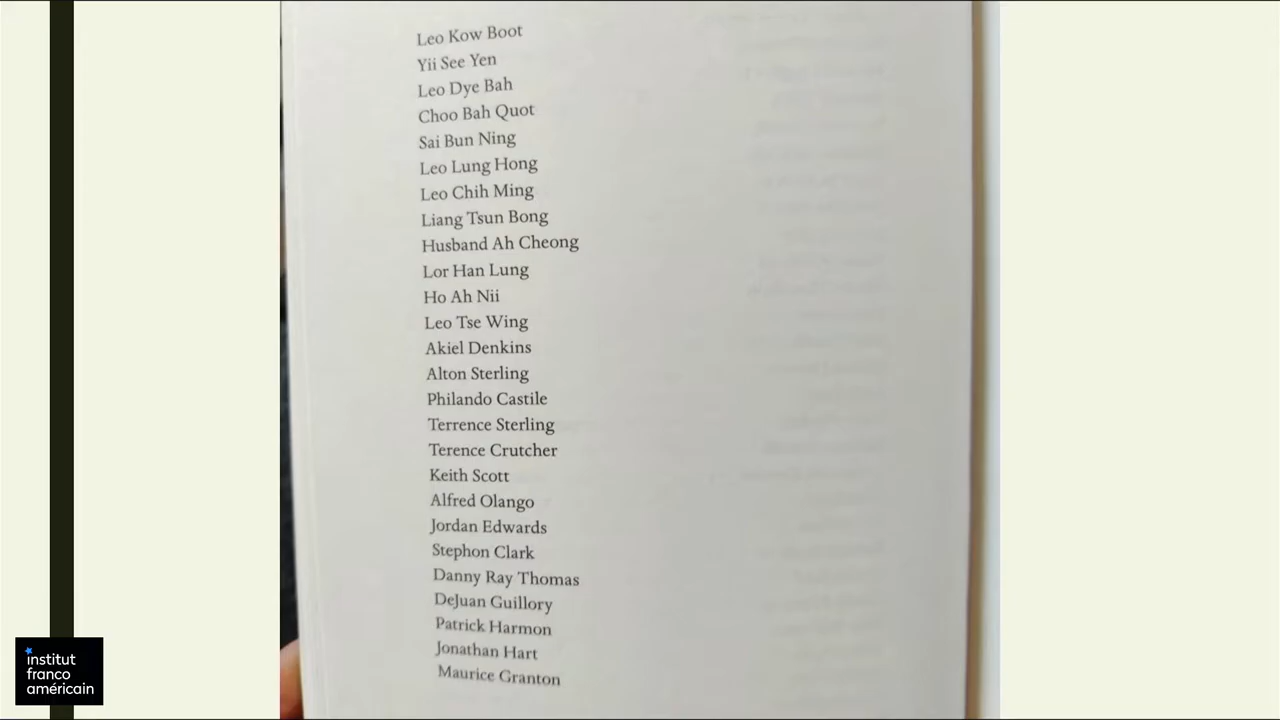 Leo Kow Boot
Yii See Yen
Leo Dye Bah
Choo Bah Quot
Sai Bun Ning
Leo Lung Hong
Leo Chih Ming
Liang Tsun Bong
Husband Ah Cheong
Lor Han Lung
Ho Ah Nii
Leo Tse Wing
Akiel Denkins
Alton Sterling
Philando Castile
Terrence Sterling
Terence Crutcher
Keith Scott
Alfred Olango
Jordan Edwards
Stephon Clark
Danny Ray Thomas
DeJuan Guillory
Patrick Harmon
Jonathan Hart
Maurice Granton
institut
franco
américain